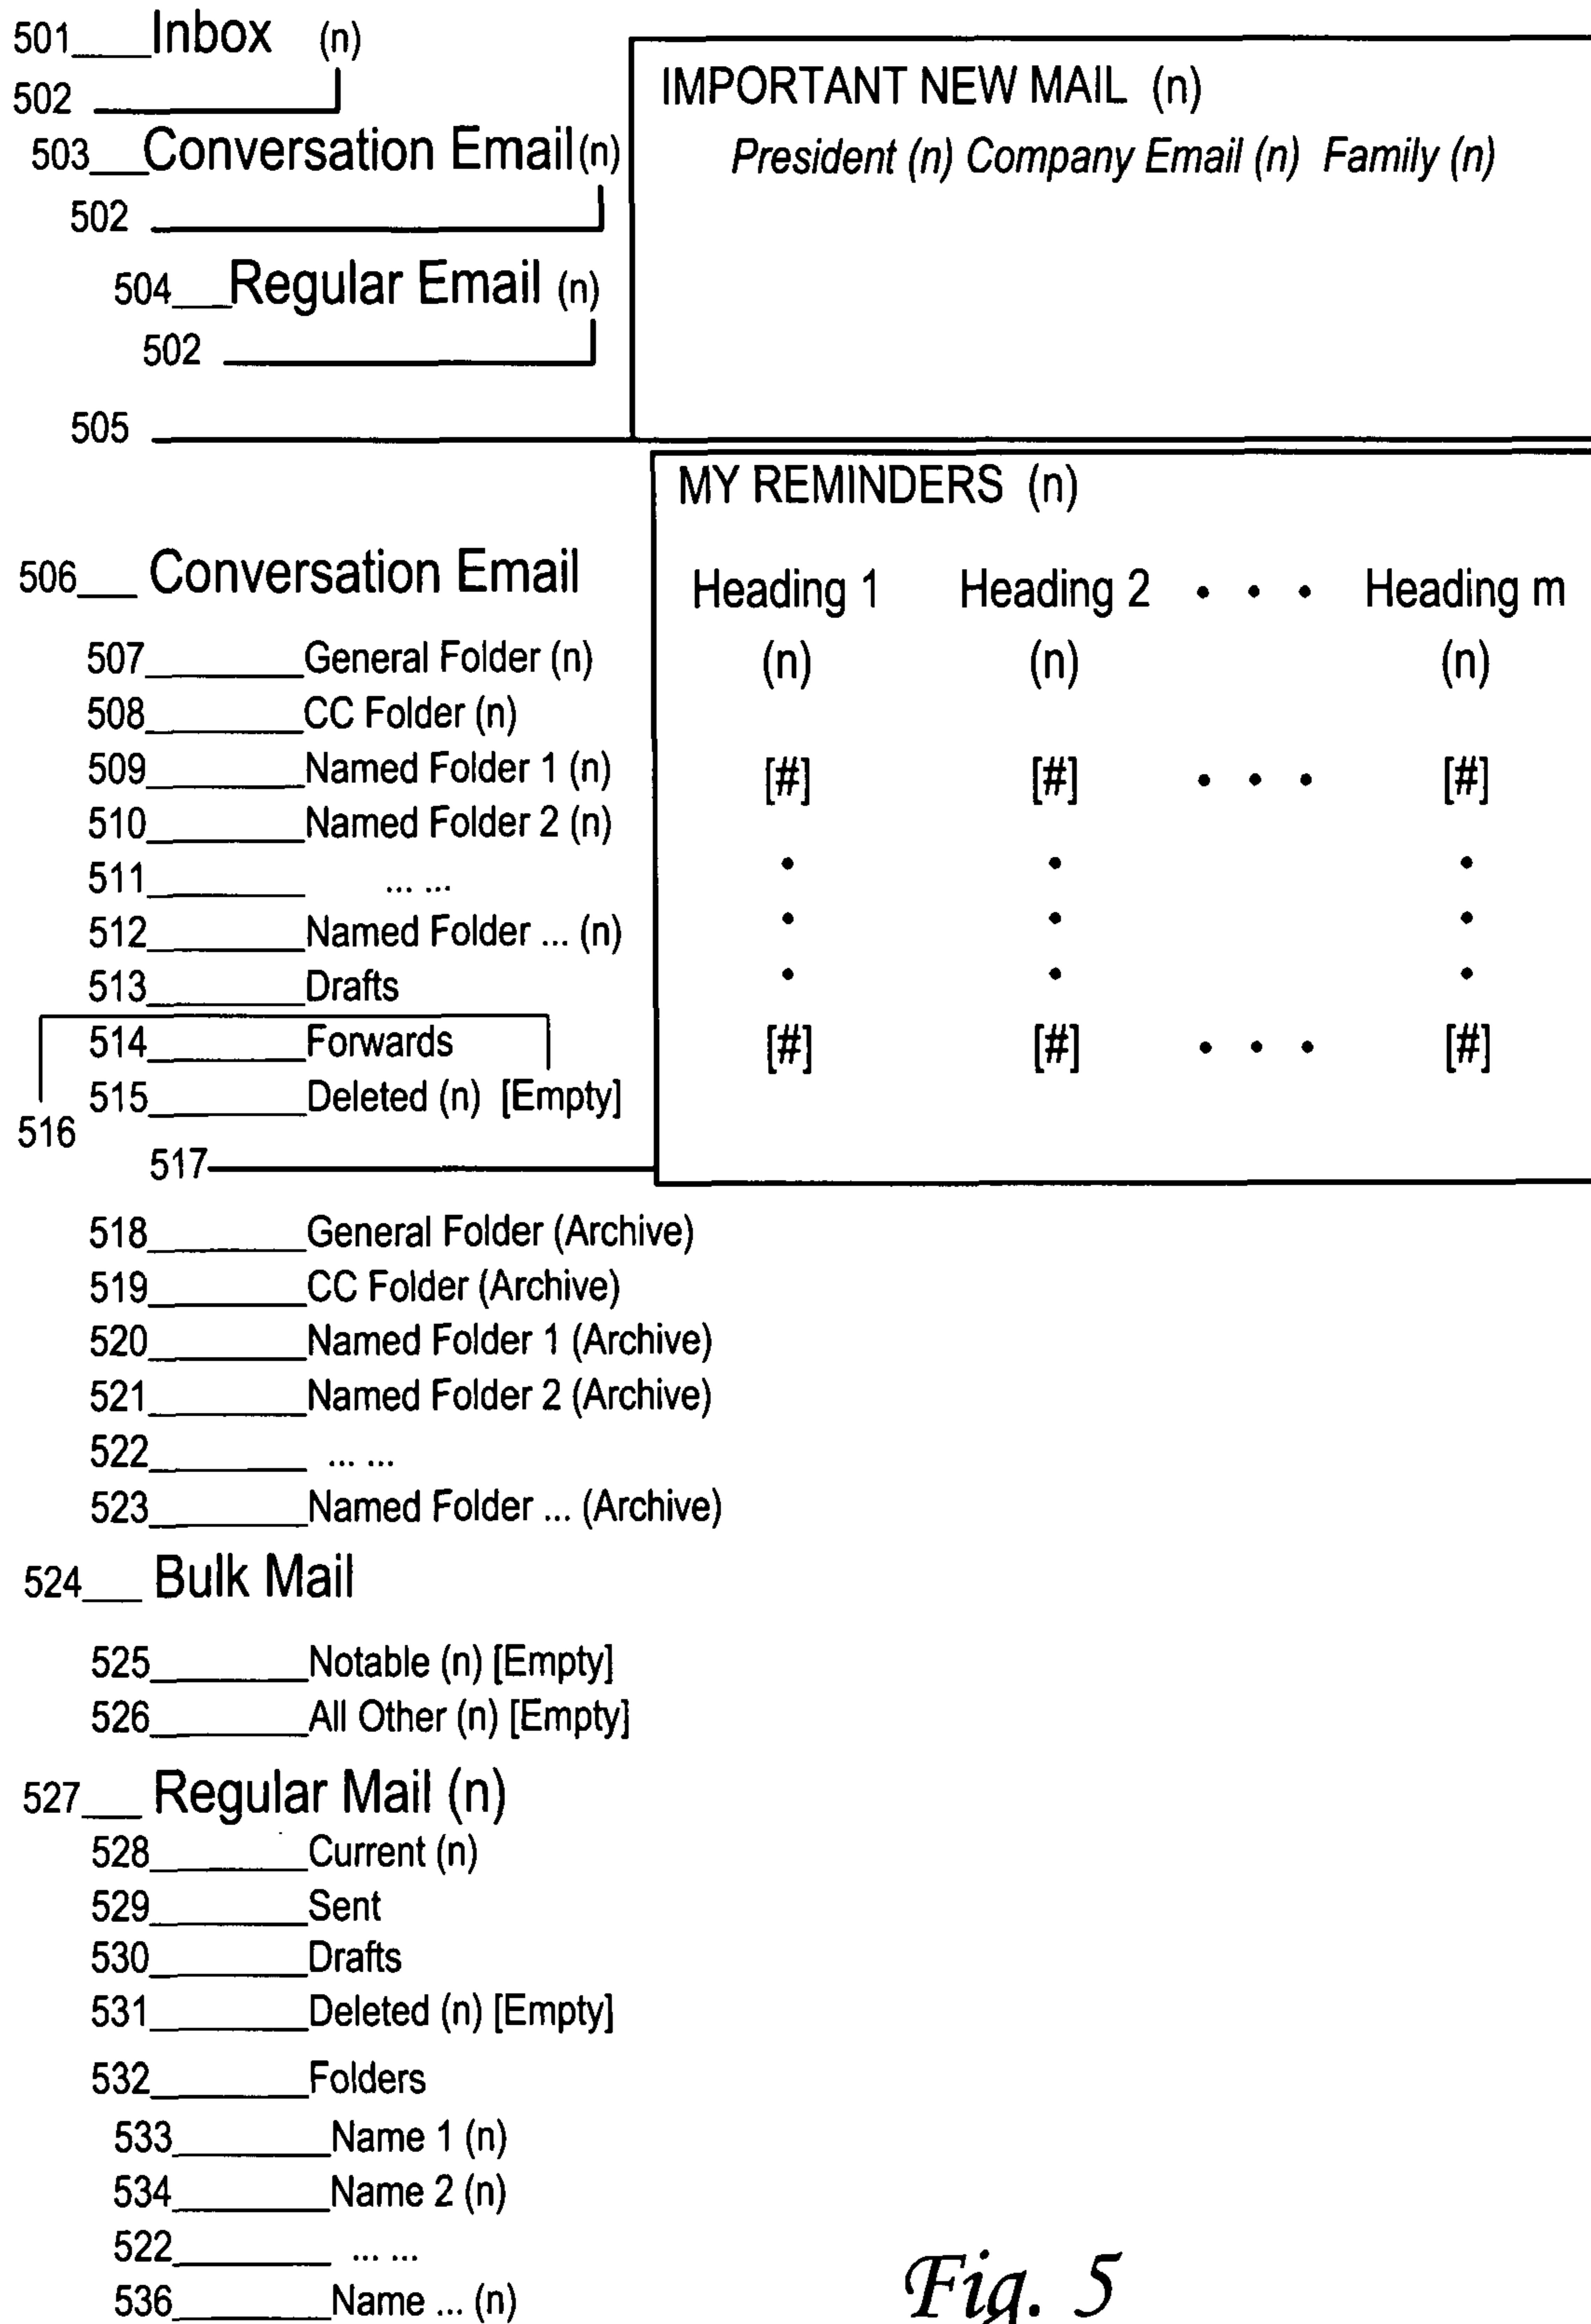 501 Inbox (n)
502
503 Conversation Email (n)
502
504 Regular Email (n)
502
505
IMPORTANT NEW MAIL (n)
President (n) Company Email (n) Family (n)
MY REMINDERS (n)
Heading 1 Heading 2 • • • Heading m
(n) (n) (n)
[#] [#] • • • [#]
• • •
• • •
• • •
[#] [#] • • • [#]
506 Conversation Email
507 General Folder (n)
508 CC Folder (n)
509 Named Folder 1 (n)
510 Named Folder 2 (n)
511 ... ...
512 Named Folder ... (n)
513 Drafts
514 Forwards
515 Deleted (n) [Empty]
516
517
518 General Folder (Archive)
519 CC Folder (Archive)
520 Named Folder 1 (Archive)
521 Named Folder 2 (Archive)
522 ... ...
523 Named Folder ... (Archive)
524 Bulk Mail
525 Notable (n) [Empty]
526 All Other (n) [Empty]
527 Regular Mail (n)
528 Current (n)
529 Sent
530 Drafts
531 Deleted (n) [Empty]
532 Folders
533 Name 1 (n)
534 Name 2 (n)
522 ... ...
536 Name ... (n)
Fig. 5